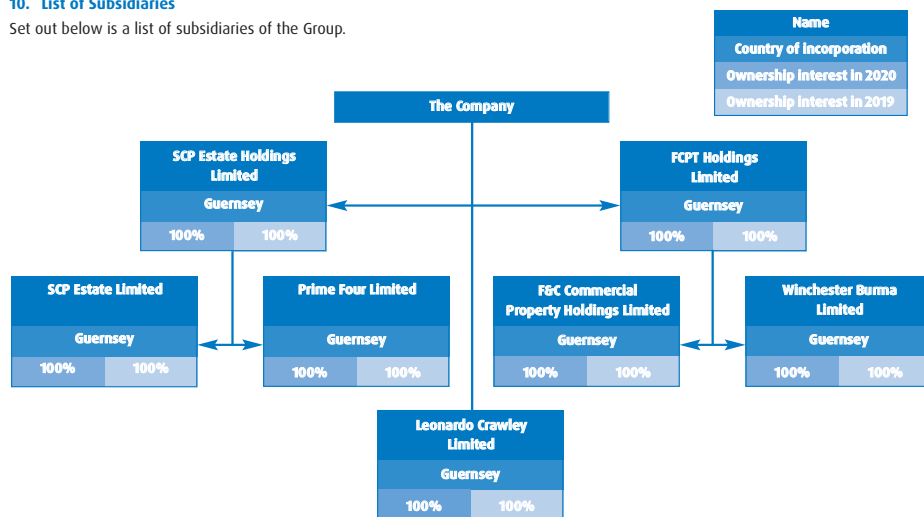 10. List of Subsidiaries
Set out below is a list of subsidiaries of the Group.
Name
Country of incorporation
Ownership interest in 2020
Ownership interest in 2019
The Company
SCP Estate Holdings
Limited
Guernsey
100% 100%
FCPT Holdings
Limited
Guernsey
100% 100%
SCP Estate Limited
Guernsey
100% 100%
Prime Four Limited
Guernsey
100% 100%
F&C Commercial
Property Holdings Limited
Guernsey
100% 100%
Winchester Burma
Limited
Guernsey
100% 100%
Leonardo Crawley
Limited
Guernsey
100% 100%